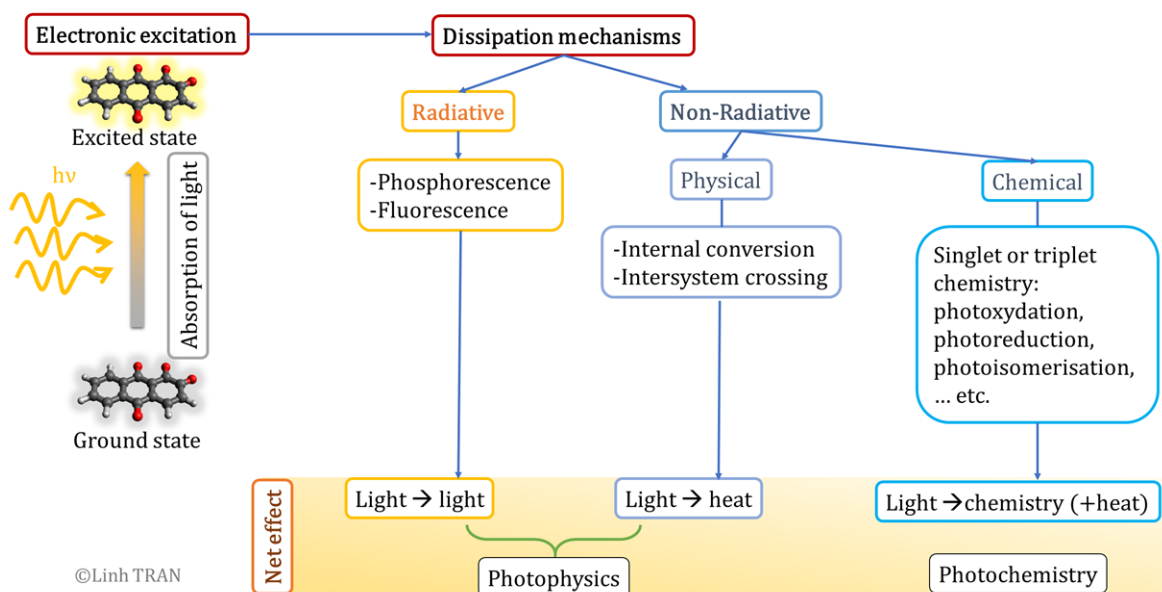 Electronic excitation
Dissipation mechanisms
Excited state
hν
Absorption of light
Ground state
Radiative
Non-Radiative
-Phosphorescence
-Fluorescence
Physical
Chemical
-Internal conversion
-Intersystem crossing
Singlet or triplet
chemistry:
photoxydation,
photoreduction,
photoisomerisation,
... etc.
Net effect
Light → light
Light → heat
Light →chemistry (+heat)
Photophysics
Photochemistry
©Linh TRAN